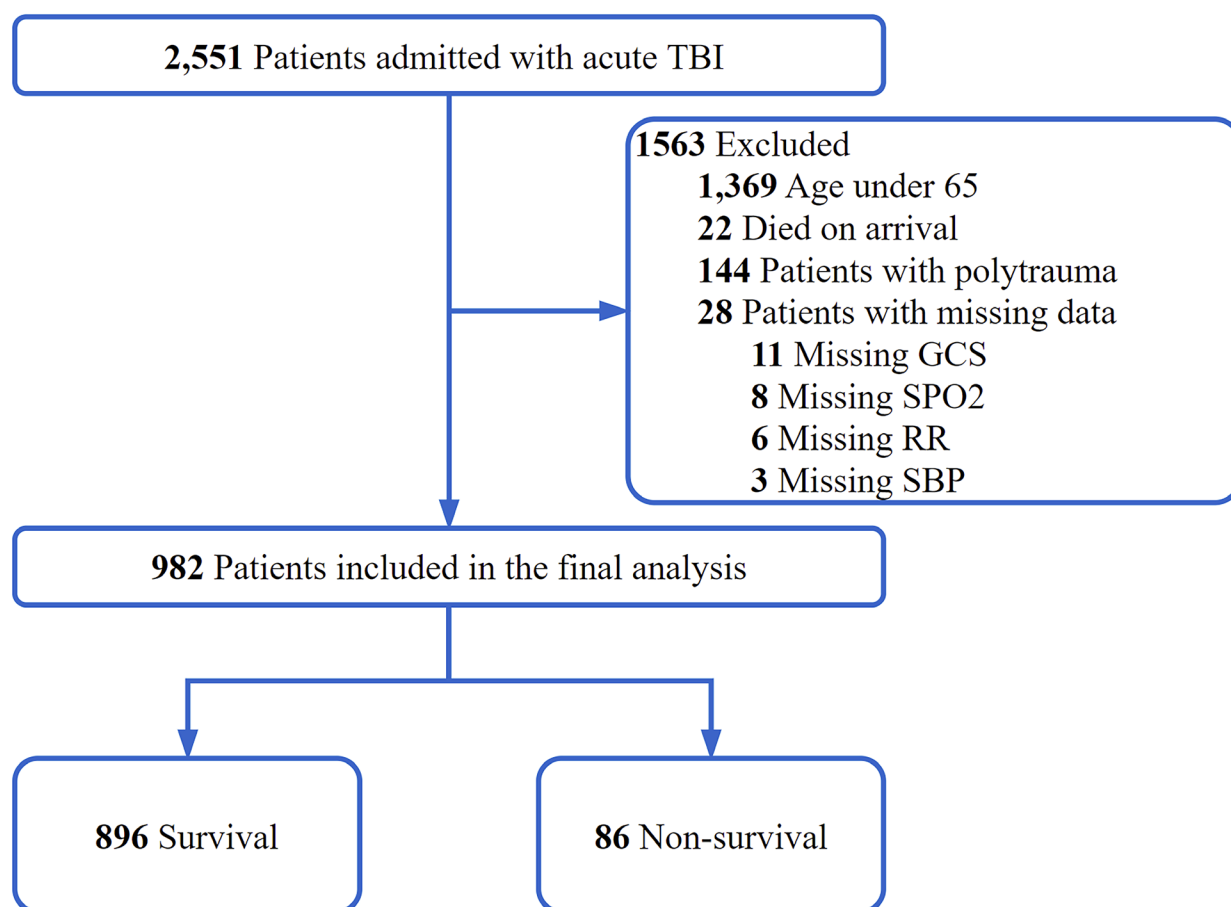 2,551 Patients admitted with acute TBI
1563 Excluded
1,369 Age under 65
22 Died on arrival
144 Patients with polytrauma
28 Patients with missing data
11 Missing GCS
8 Missing SPO2
6 Missing RR
3 Missing SBP
982 Patients included in the final analysis
896 Survival
86 Non-survival